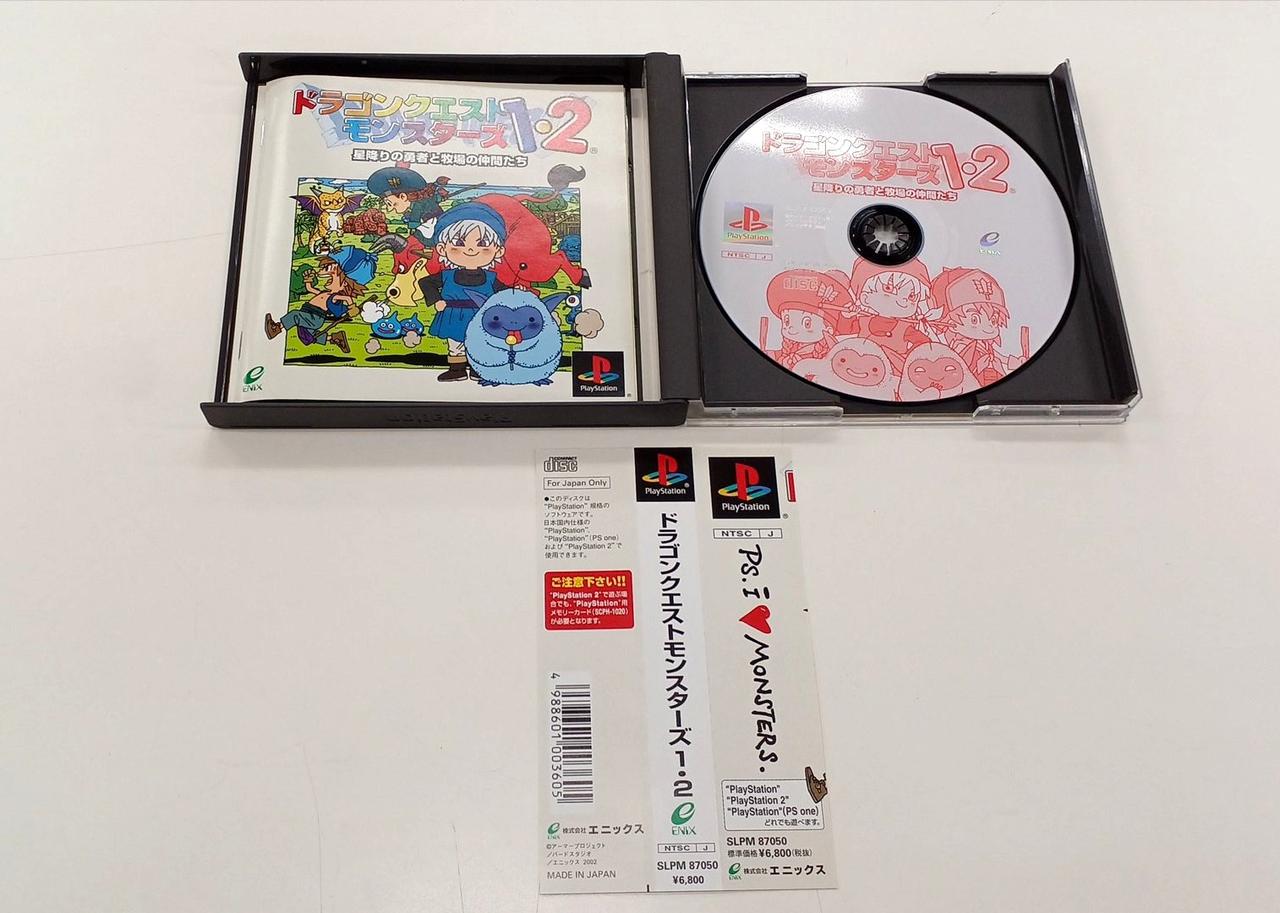 ドラゴンクエスト
モンスターズ1・2
星降りの勇者と牧場の仲間たち
ENIX
PlayStation
PlayStation
ドラゴンクエスト
モンスターズ1・2
星降りの勇者と牧場の仲間たち
PlayStation
NTSC J
ENIX
disc
COMPACT
disc
For Japan Only
●このディスクは
"PlayStation" 規格の
ソフトウェアです。
日本国内仕様の
"PlayStation",
"PlayStation"(PS one)
および "PlayStation 2" で
使用できます。
ご注意下さい!!
"PlayStation 2"で遊ぶ場
合でも、"PlayStation"用
メモリーカード(SCPH-1020)
が必要となります。
4 988601 003605
ENIX 株式会社 エニックス
©アーマープロジェクト
/バードスタジオ
/エニックス 2002
MADE IN JAPAN
PlayStation
ドラゴンクエストモンスターズ 1・2
ENIX
NTSC J
SLPM 87050
¥6,800
PlayStation
NTSC J
PS. i ♥ MONSTERS.
"PlayStation"
"PlayStation 2"
"PlayStation"(PS one)
どれでも遊べます。
SLPM 87050
標準価格 ¥6,800(税抜)
ENIX 株式会社 エニックス